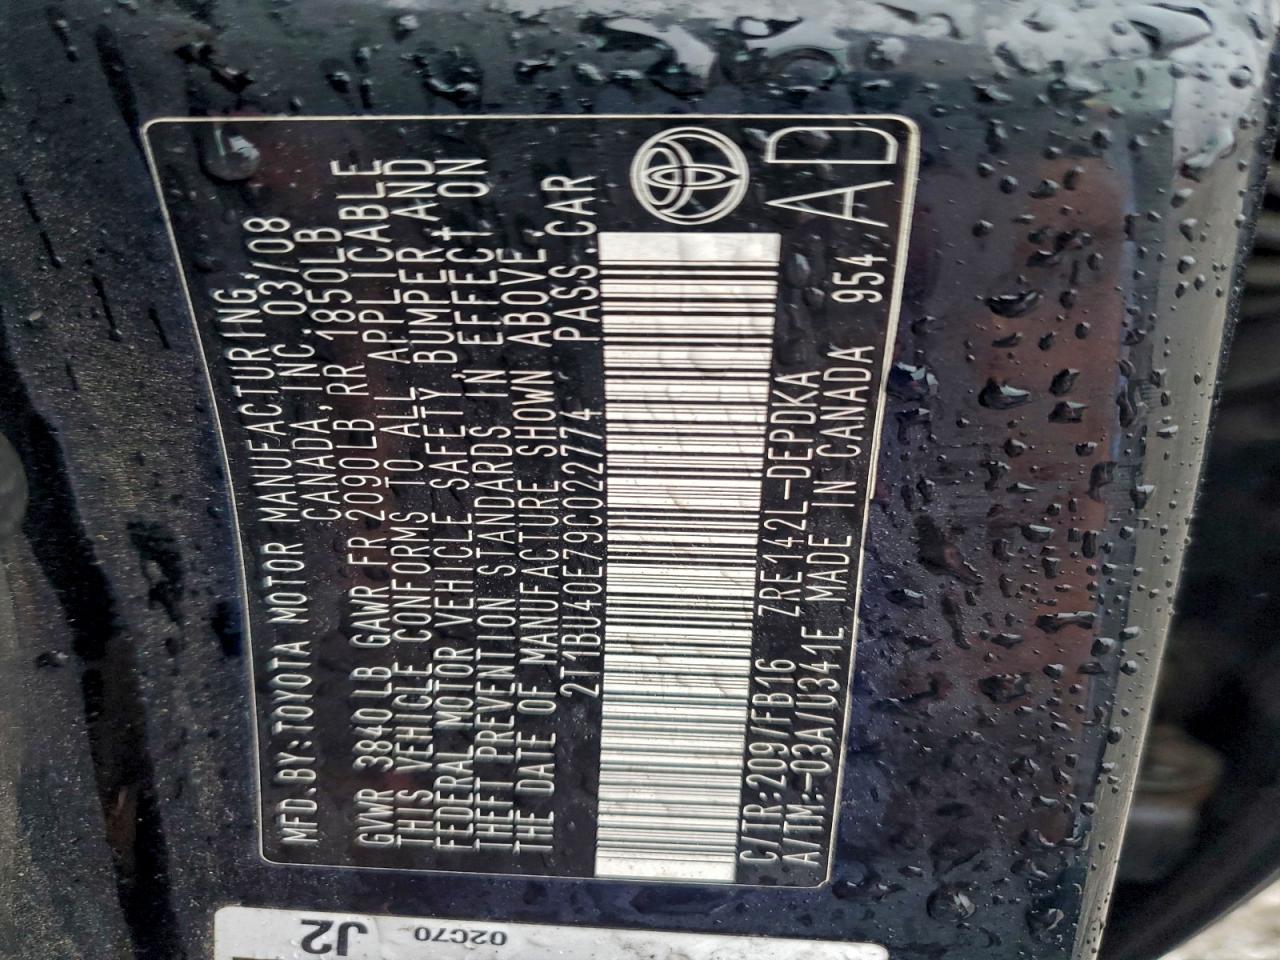 MFD.BY:TOYOTA MOTOR MANUFACTURING,
CANADA, INC. 03/08
GVWR 3840LB GAWR FR 2090LB RR 1850LB
THIS VEHICLE CONFORMS TO ALL APPLICABLE
FEDERAL MOTOR VEHICLE SAFETY BUMPER, AND
THEFT PREVENTION STANDARDS IN EFFECT ON
THE DATE OF MANUFACTURE SHOWN ABOVE.
2T1BU40E79C022774 PASS CAR
C/TR:209/FB16 ZRE142L-DEPDKA
A/TM:-03A/U341E MADE IN CANADA 954
AD
J2 02C70